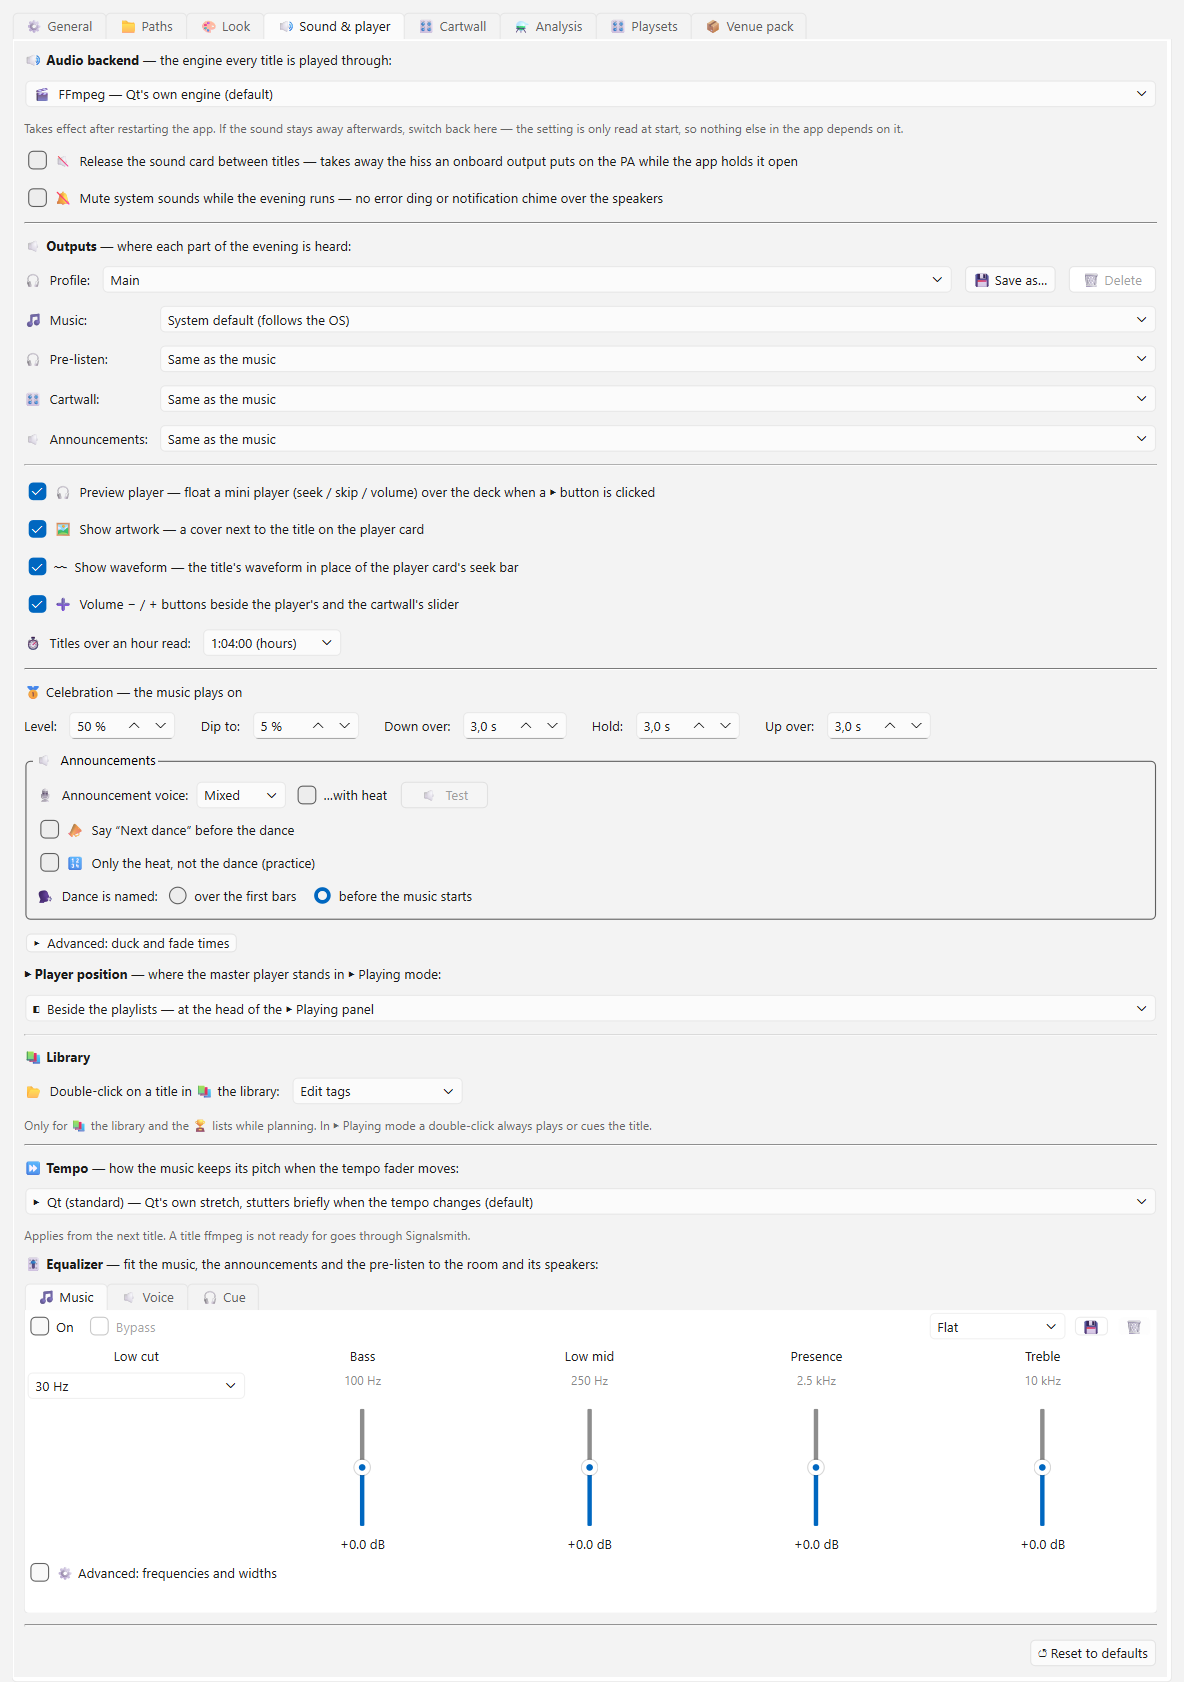 General Paths Look Sound & player Cartwall Analysis Playsets Venue pack
Audio backend — the engine every title is played through:
FFmpeg — Qt's own engine (default)
Takes effect after restarting the app. If the sound stays away afterwards, switch back here — the setting is only read at start, so nothing else in the app depends on it.
Release the sound card between titles — takes away the hiss an onboard output puts on the PA while the app holds it open
Mute system sounds while the evening runs — no error ding or notification chime over the speakers
Outputs — where each part of the evening is heard:
Profile: Main Save as... Delete
Music: System default (follows the OS)
Pre-listen: Same as the music
Cartwall: Same as the music
Announcements: Same as the music
Preview player — float a mini player (seek / skip / volume) over the deck when a ▶ button is clicked
Show artwork — a cover next to the title on the player card
Show waveform — the title's waveform in place of the player card's seek bar
Volume − / + buttons beside the player's and the cartwall's slider
Titles over an hour read: 1:04:00 (hours)
Celebration — the music plays on
Level: 50 % Dip to: 5 % Down over: 3,0 s Hold: 3,0 s Up over: 3,0 s
Announcements
Announcement voice: Mixed ...with heat Test
Say “Next dance” before the dance
Only the heat, not the dance (practice)
Dance is named: over the first bars before the music starts
▶ Advanced: duck and fade times
▶ Player position — where the master player stands in ▶ Playing mode:
Beside the playlists — at the head of the ▶ Playing panel
Library
Double-click on a title in the library: Edit tags
Only for the library and the lists while planning. In ▶ Playing mode a double-click always plays or cues the title.
Tempo — how the music keeps its pitch when the tempo fader moves:
▶ Qt (standard) — Qt's own stretch, stutters briefly when the tempo changes (default)
Applies from the next title. A title ffmpeg is not ready for goes through Signalsmith.
Equalizer — fit the music, the announcements and the pre-listen to the room and its speakers:
Music Voice Cue
On Bypass Flat
Low cut Bass Low mid Presence Treble
30 Hz 100 Hz 250 Hz 2.5 kHz 10 kHz
+0.0 dB +0.0 dB +0.0 dB +0.0 dB
Advanced: frequencies and widths
Reset to defaults